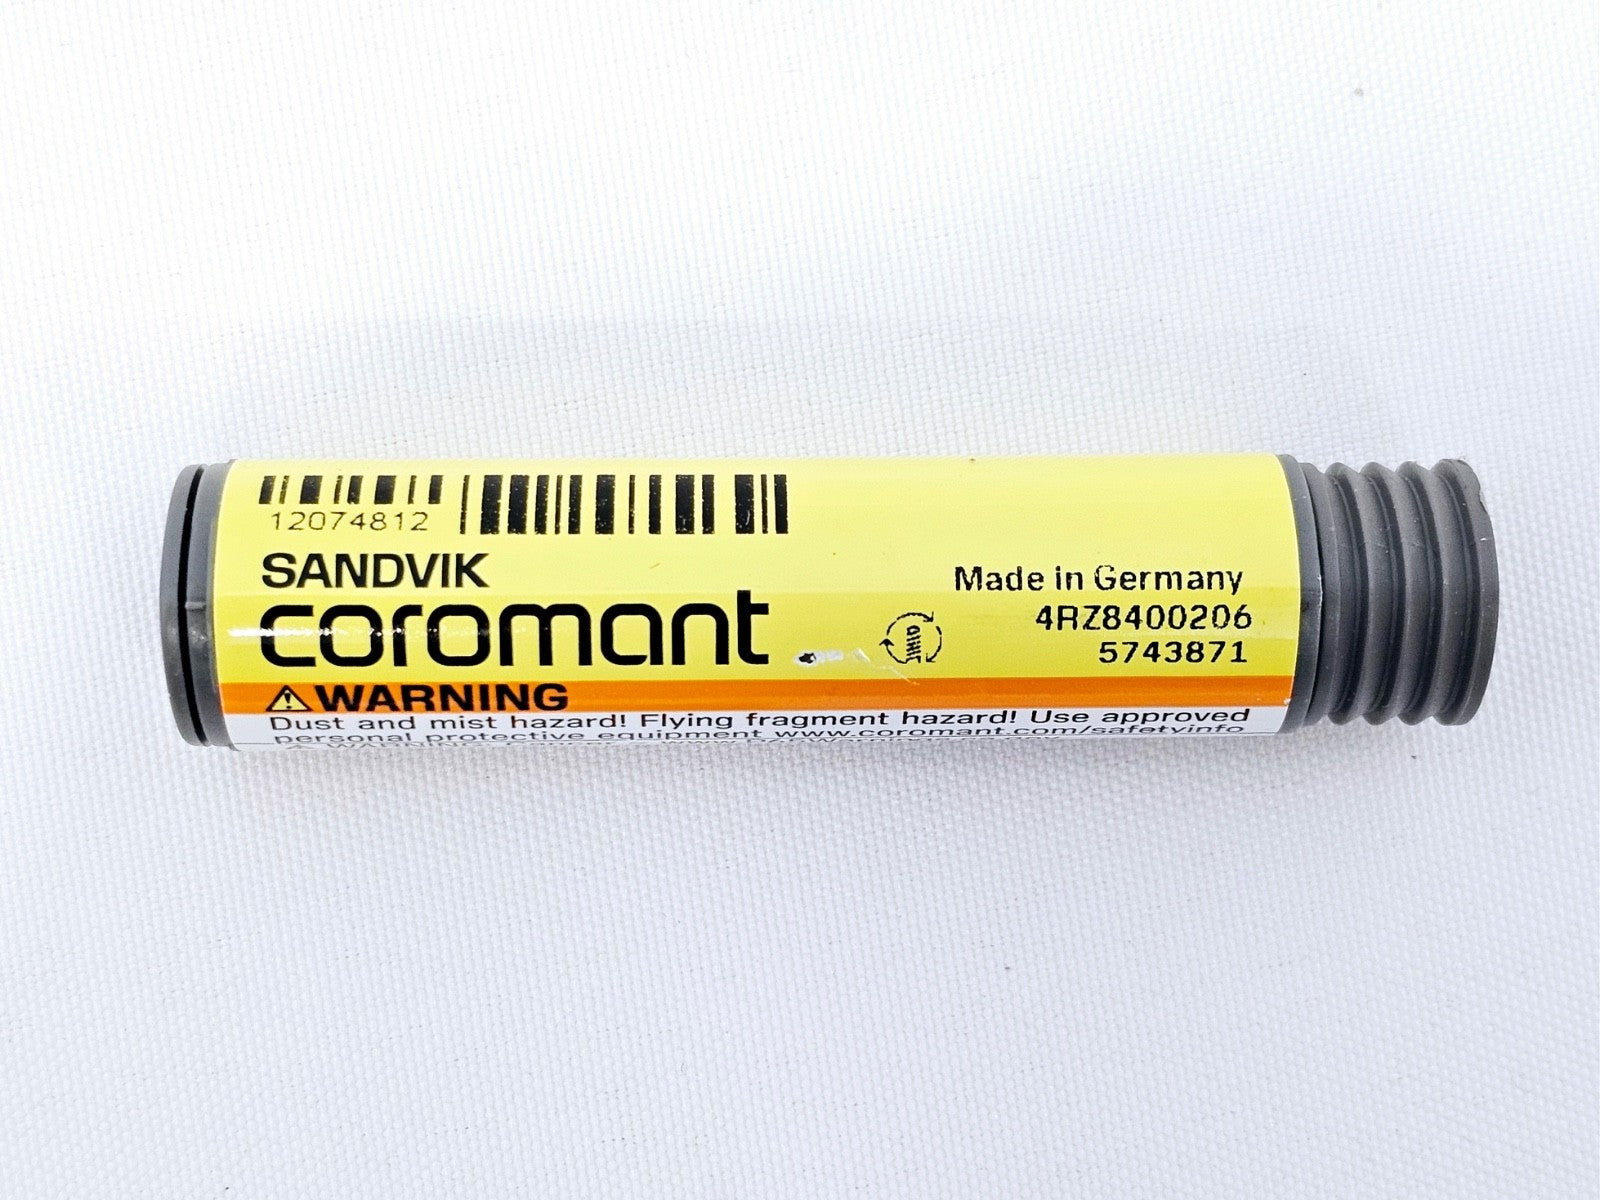 12074812
SANDVIK
coromant
Made in Germany
4RZ8400206
5743871
⚠WARNING
Dust and mist hazard! Flying fragment hazard! Use approved
personal protective equipment www.coromant.com/safetyinfo
⚠ WARNING: